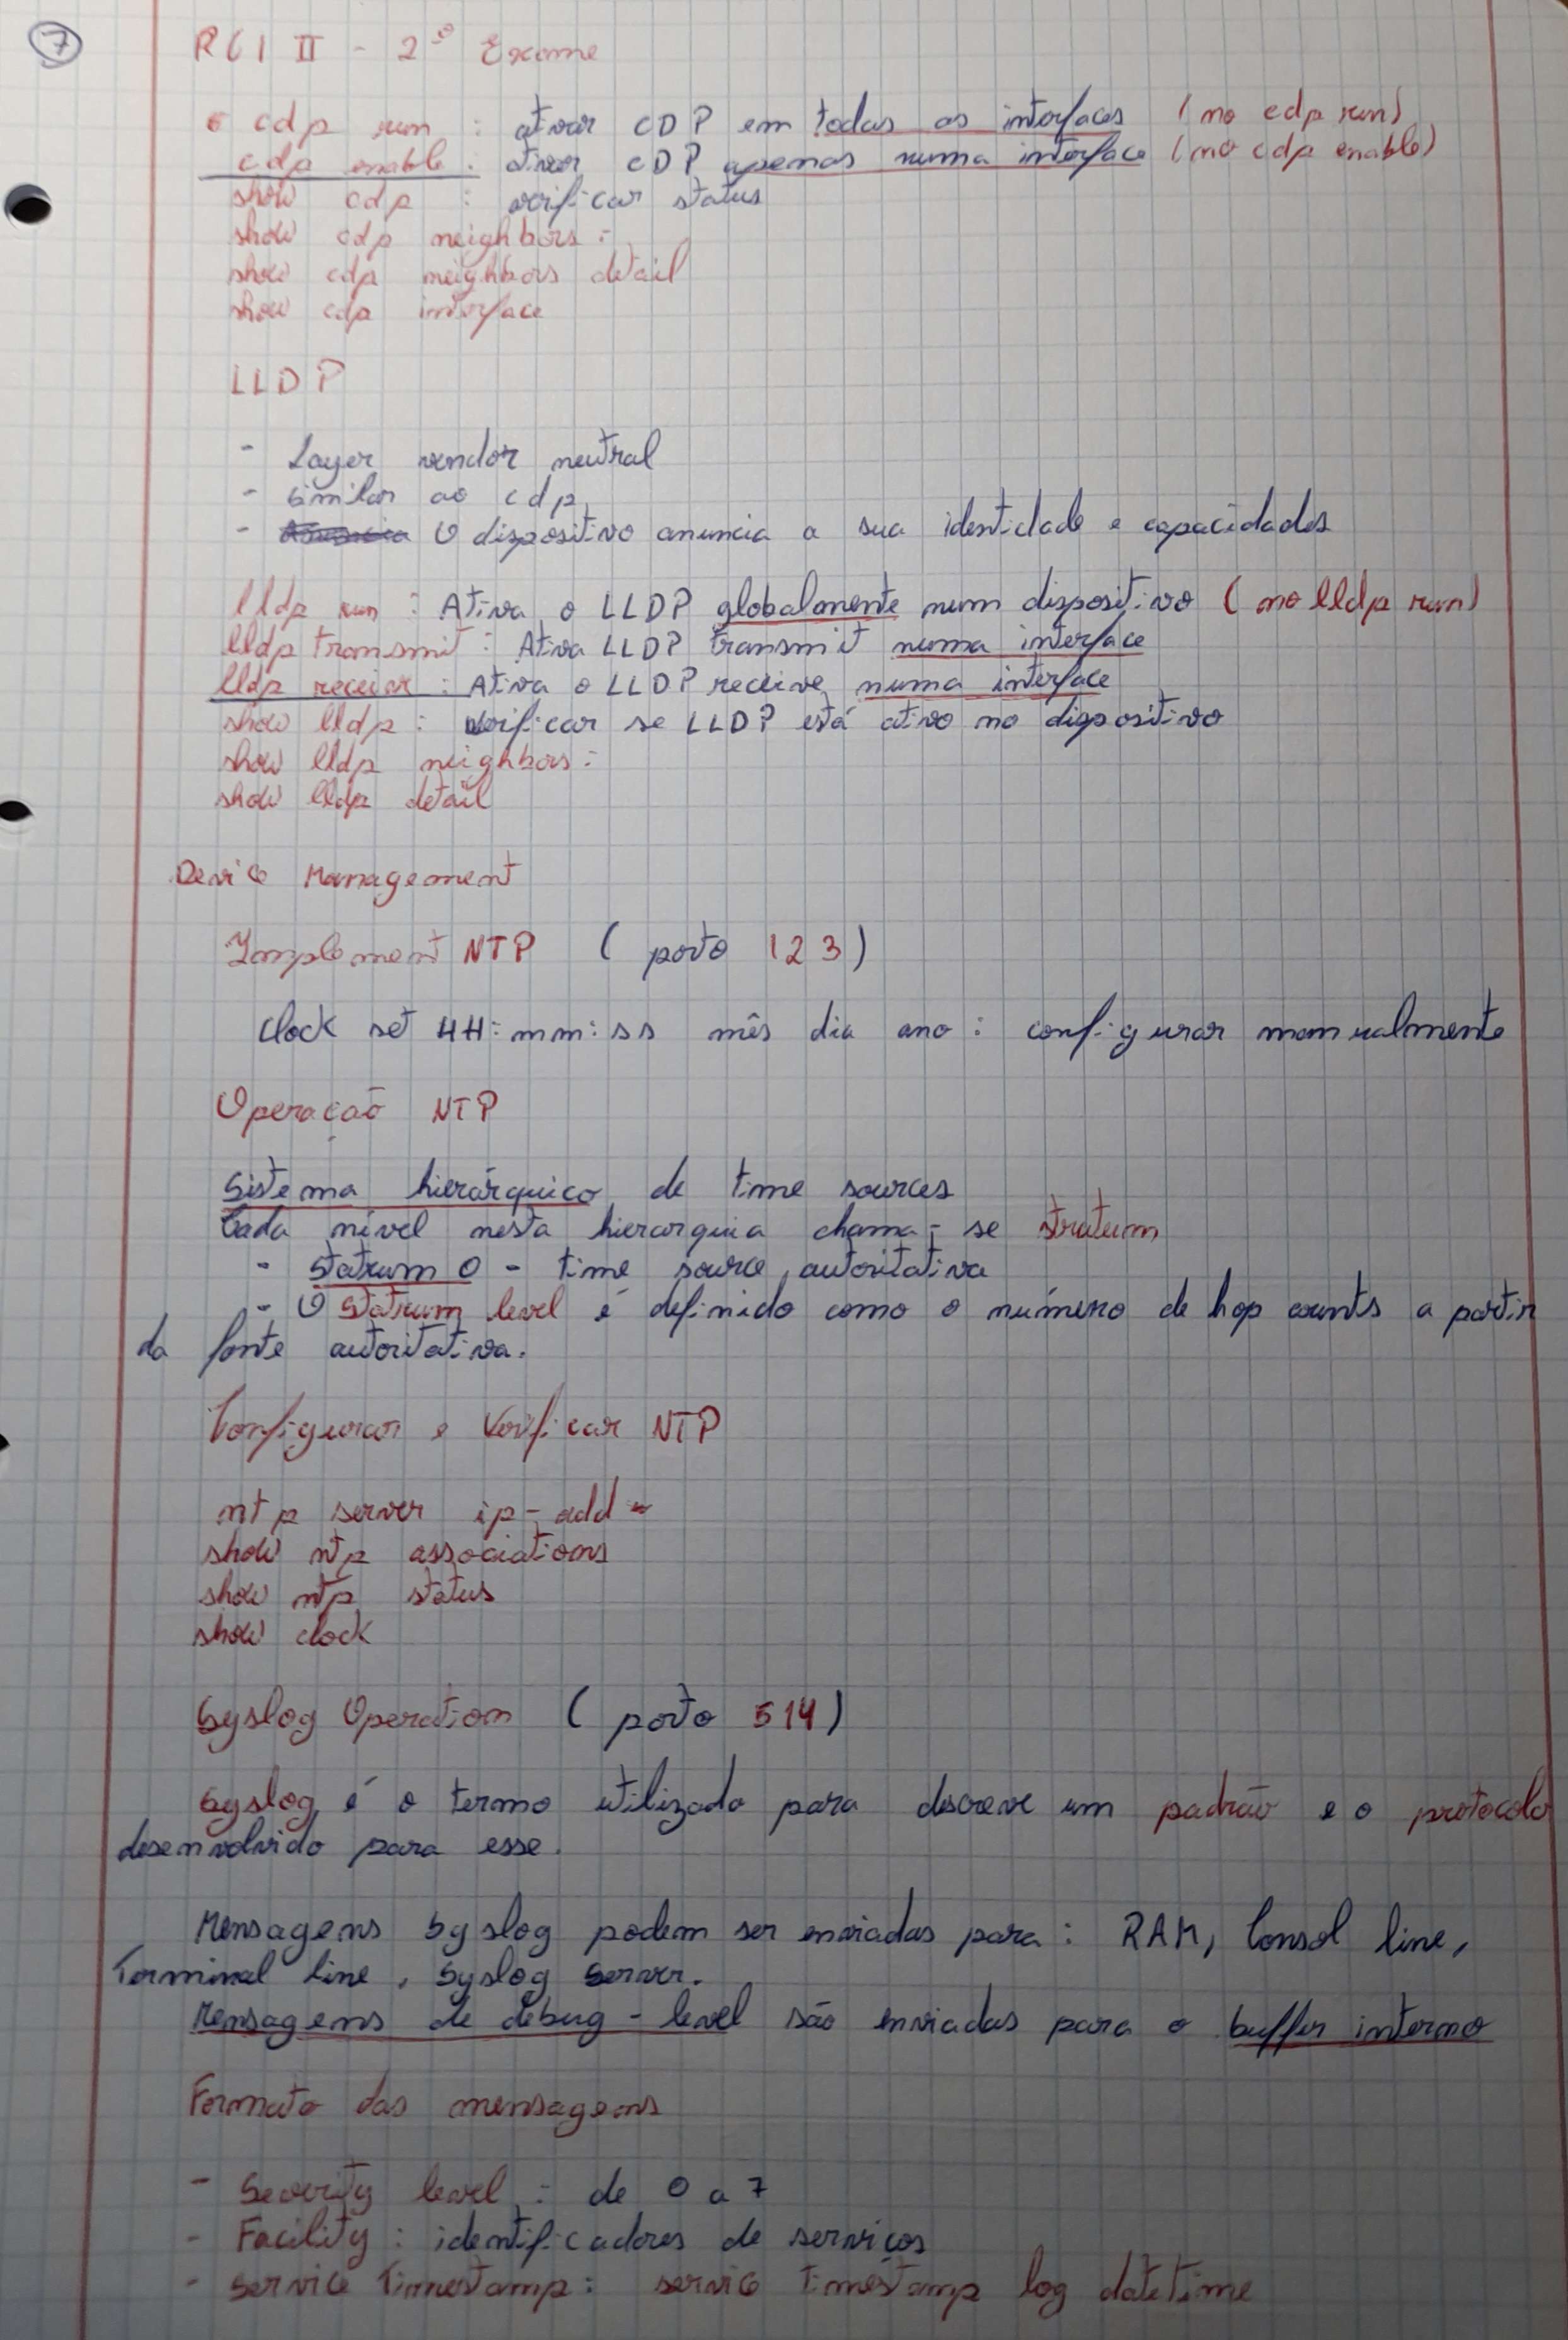 7
RCI II - 2º Exame
cdp run : ativar CDP em todas as interfaces (no cdp run)
cdp enable : ativar CDP apenas numa interface (no cdp enable)
show cdp : verificar status
show cdp neighbors :
show cdp neighbors detail
show cdp interface
LLDP
- Layer vendor neutral
- similar ao cdp
- O dispositivo anuncia a sua identidade e capacidades
lldp run : Ativa o LLDP globalmente num dispositivo (no lldp run)
lldp transmit : Ativa LLDP transmit numa interface
lldp receive : Ativa o LLDP receive numa interface
show lldp : verificar se LLDP está ativo no dispositivo
show lldp neighbors :
show lldp detail
Device Management
Implement NTP ( porto 123 )
Clock set HH:mm:ss mês dia ano : configurar manualmente
Operação NTP
Sistema hierárquico de time sources
Cada nível nesta hierarquia chama-se stratum
- Statrum 0 - time source autoritativa
- O Statrum level é definido como o número de hop counts a partir
da fonte autoritativa.
Configurar e Verificar NTP
ntp server ip-add
show ntp associations
show ntp status
show clock
Syslog Operation ( porto 514 )
Syslog é o termo utilizado para descreve um padrão e o protocolo
desenvolvido para esse.
Mensagens Syslog podem ser enviadas para : RAM, Consol line,
Terminal line, Syslog Server.
Mensagens de debug-level são enviadas para o buffer interno
Formato das mensagens
- Severity level : de 0 a 7
- Facility : identificadores de serviços
- Service Timestamp : service timestamp log datetime